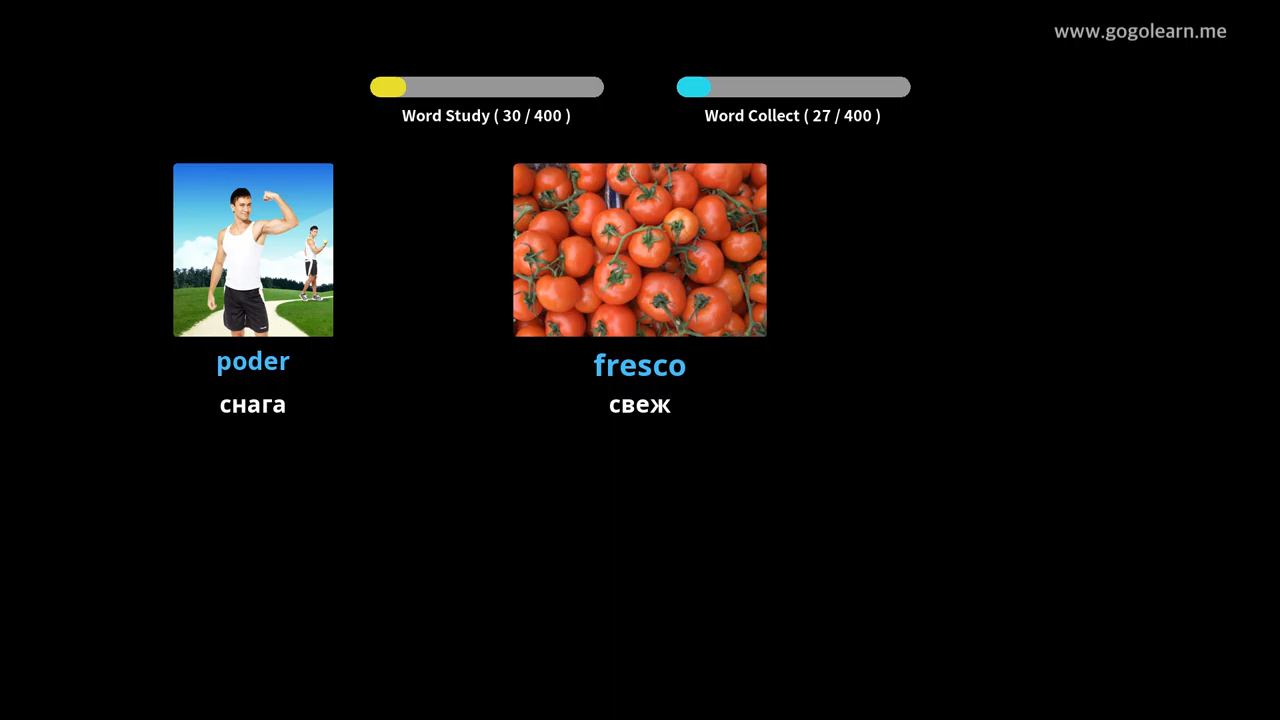 www.gogolearn.me
Word Study ( 30 / 400 )
Word Collect ( 27 / 400 )
poder
fresco
снага
свеж